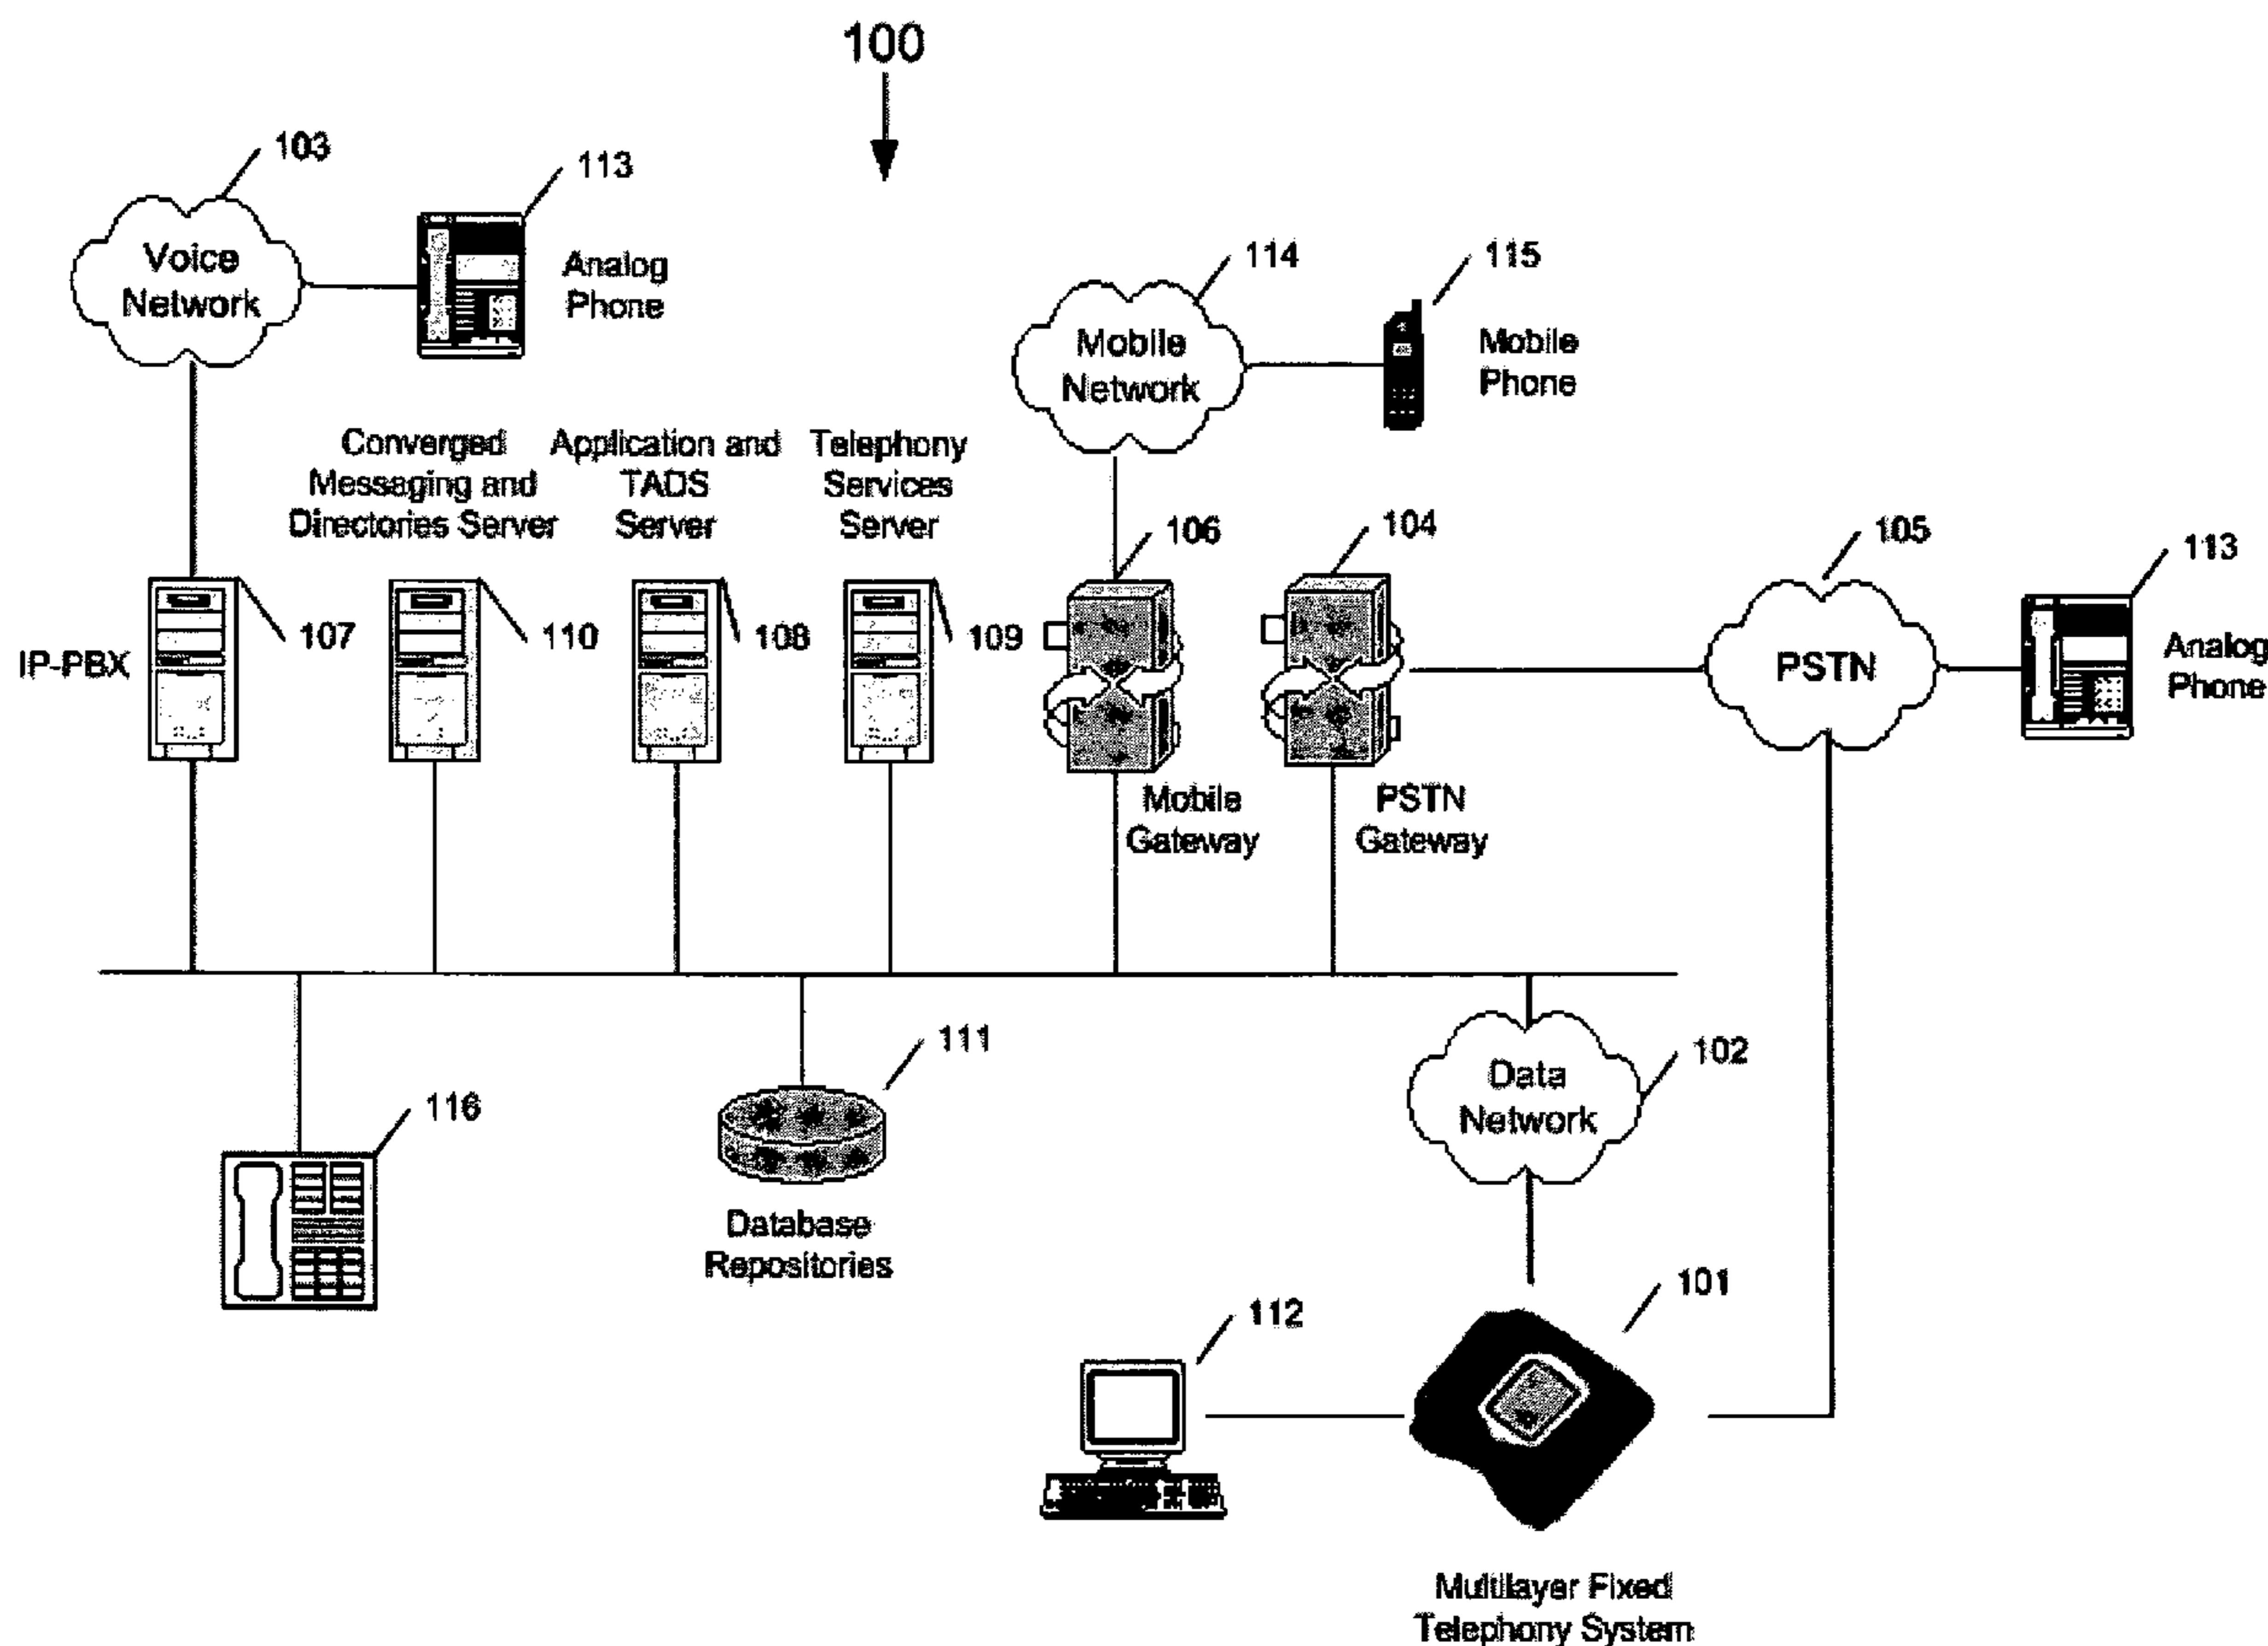 100
103
113
Voice
Network
Analog
Phone
114
115
Mobile
Network
Mobile
Phone
Converged
Messaging and
Directories Server
Application and
TADS
Server
Telephony
Services
Server
106
104
105
113
IP-PBX
107
110
108
109
PSTN
Analog
Phone
Mobile
Gateway
PSTN
Gateway
111
102
Data
Network
116
Database
Repositories
101
112
Multilayer Fixed
Telephony System